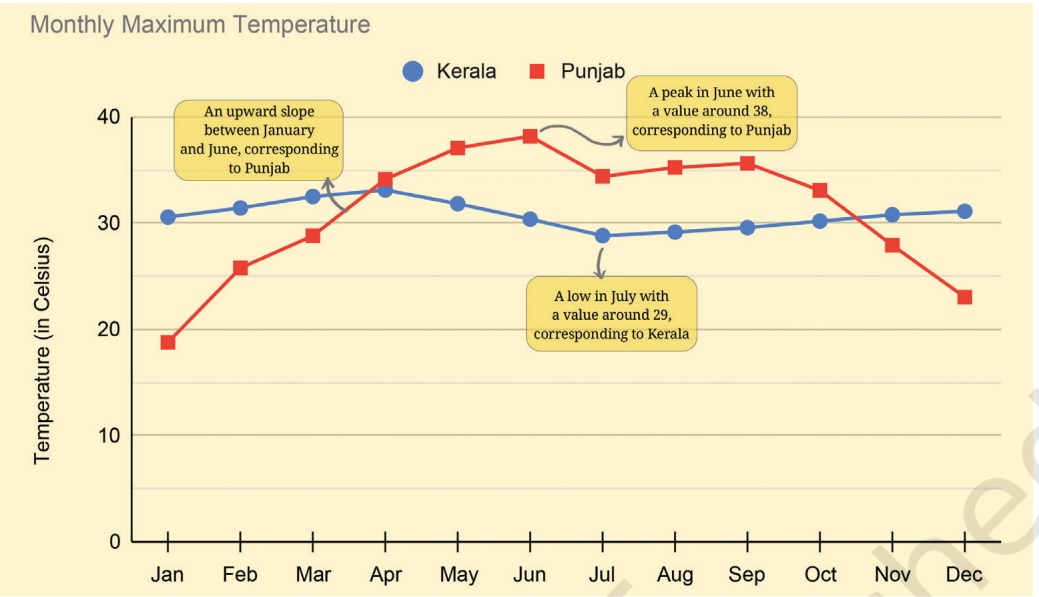 Monthly Maximum Temperature
Kerala
Punjab
An upward slope
between January
and June, corresponding
to Punjab
A peak in June with
a value around 38,
corresponding to Punjab
A low in July with
a value around 29,
corresponding to Kerala
Temperature (in Celsius)
40
30
20
10
0
Jan Feb Mar Apr May Jun Jul Aug Sep Oct Nov Dec